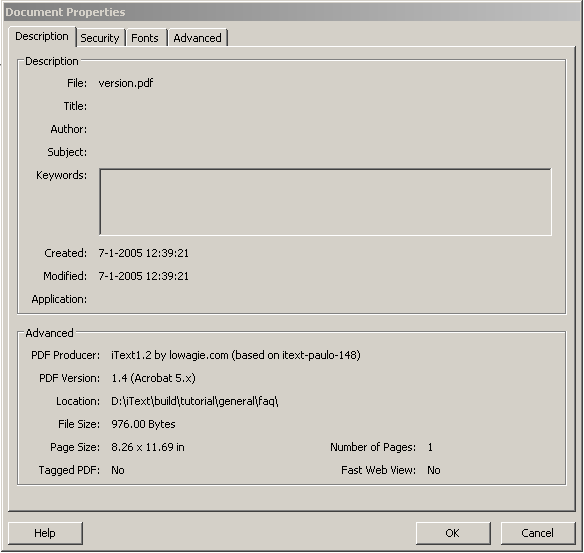 Document Properties
Description Security Fonts Advanced
Description
File: version.pdf
Title:
Author:
Subject:
Keywords:
Created: 7-1-2005 12:39:21
Modified: 7-1-2005 12:39:21
Application:
Advanced
PDF Producer: iText1.2 by lowagie.com (based on itext-paulo-148)
PDF Version: 1.4 (Acrobat 5.x)
Location: D:\iText\build\tutorial\general\faq\
File Size: 976.00 Bytes
Page Size: 8.26 x 11.69 in Number of Pages: 1
Tagged PDF: No Fast Web View: No
Help OK Cancel